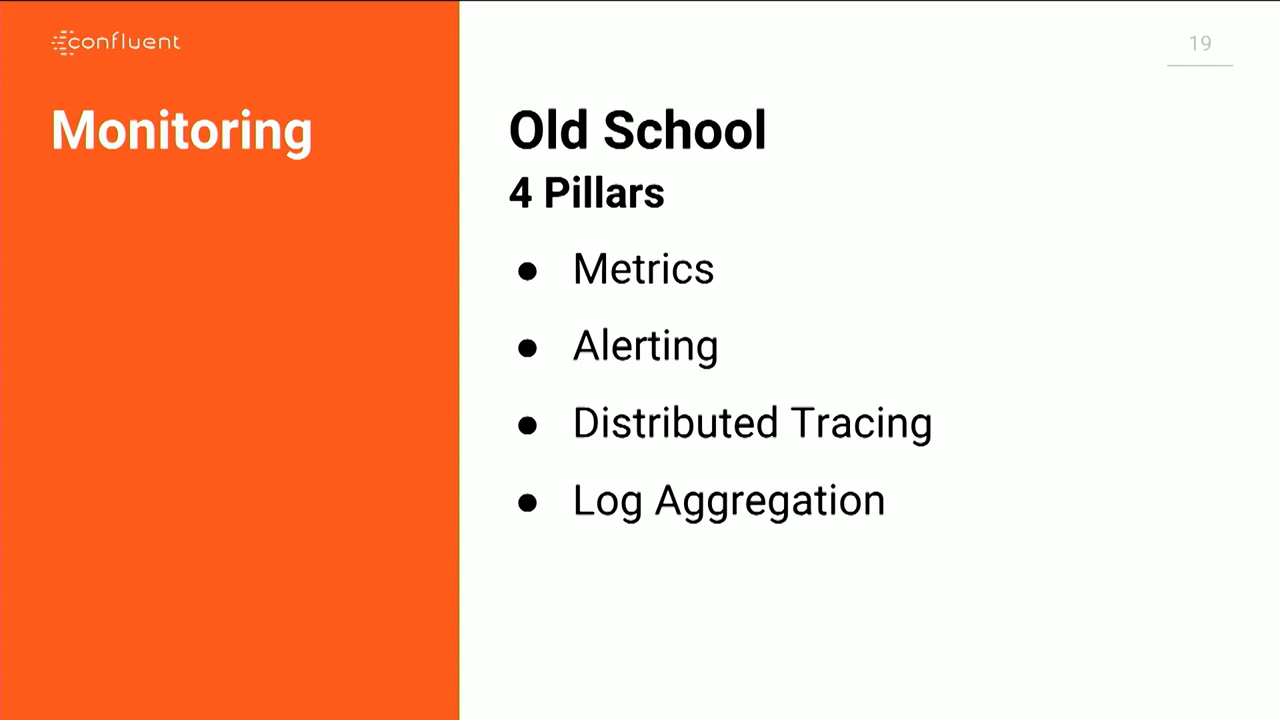 confluent
19
Monitoring
Old School
4 Pillars
● Metrics
● Alerting
● Distributed Tracing
● Log Aggregation